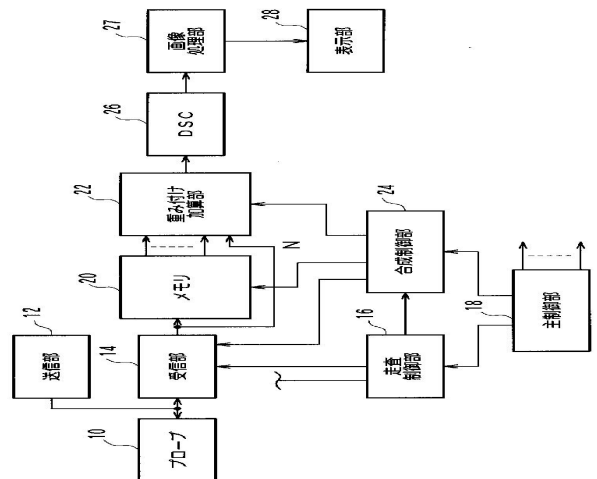 27
画像
処理部
28
表示部
26
DSC
22
重み付け
加算部
N
24
合成制御部
20
メモリ
18
主制御部
12
送信部
14
受信部
16
走査
制御部
10
プローブ